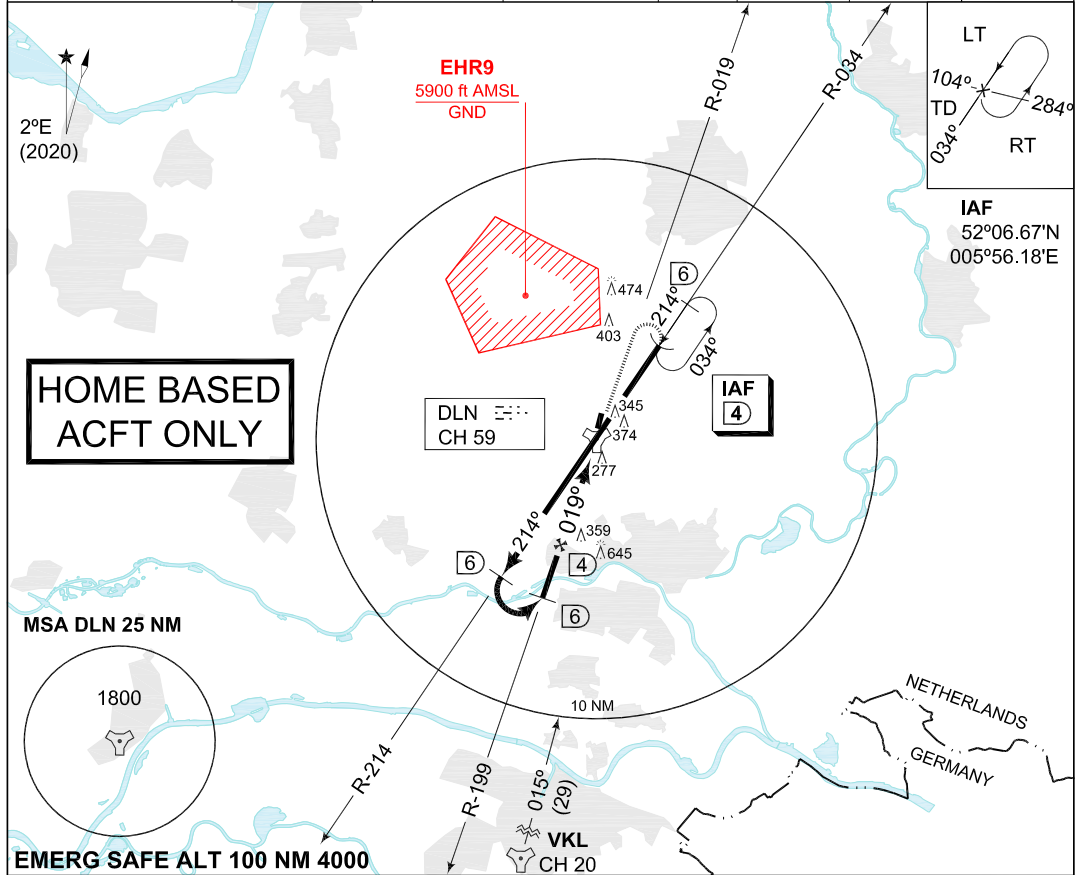 2ºE
(2020)
EHR9
5900 ft AMSL
GND
R-019
R-034
LT
104º
TD
284º
034º
RT
IAF
52º06.67'N
005º56.18'E
6
474
214º
403
034º
HOME BASED
ACFT ONLY
DLN
CH 59
345
374
277
IAF
4
019º
214º
359
645
6
4
6
MSA DLN 25 NM
1800
10 NM
NETHERLANDS
GERMANY
R-214
R-199
015º
(29)
VKL
CH 20
EMERG SAFE ALT 100 NM 4000